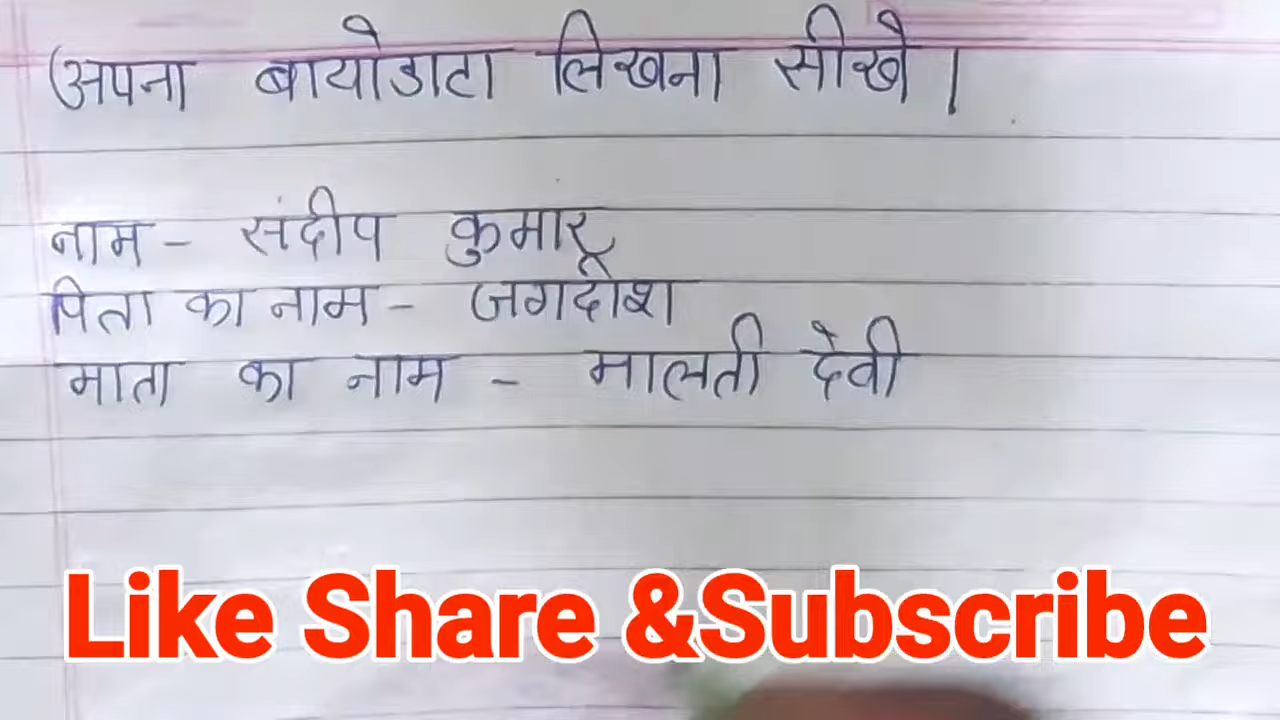 अपना बायोडाटा लिखना सीखे।
नाम - संदीप कुमार
पिता का नाम - जगदीश
माता का नाम - मालती देवी
Like Share &Subscribe